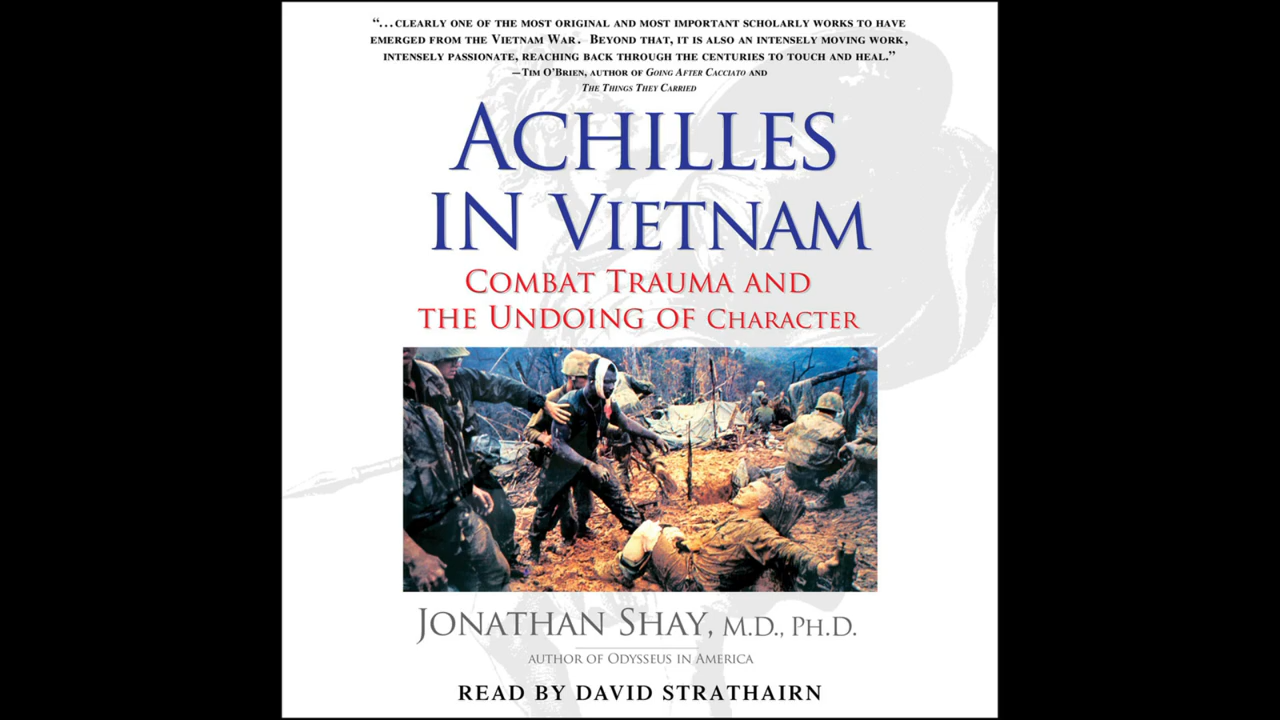 “...CLEARLY ONE OF THE MOST ORIGINAL AND MOST IMPORTANT SCHOLARLY WORKS TO HAVE
EMERGED FROM THE VIETNAM WAR. BEYOND THAT, IT IS ALSO AN INTENSELY MOVING WORK,
INTENSELY PASSIONATE, REACHING BACK THROUGH THE CENTURIES TO TOUCH AND HEAL.”
—TIM O’BRIEN, AUTHOR OF GOING AFTER CACCIATO AND
THE THINGS THEY CARRIED
ACHILLES
IN VIETNAM
COMBAT TRAUMA AND
THE UNDOING OF CHARACTER
JONATHAN SHAY, M.D., PH.D.
AUTHOR OF ODYSSEUS IN AMERICA
READ BY DAVID STRATHAIRN